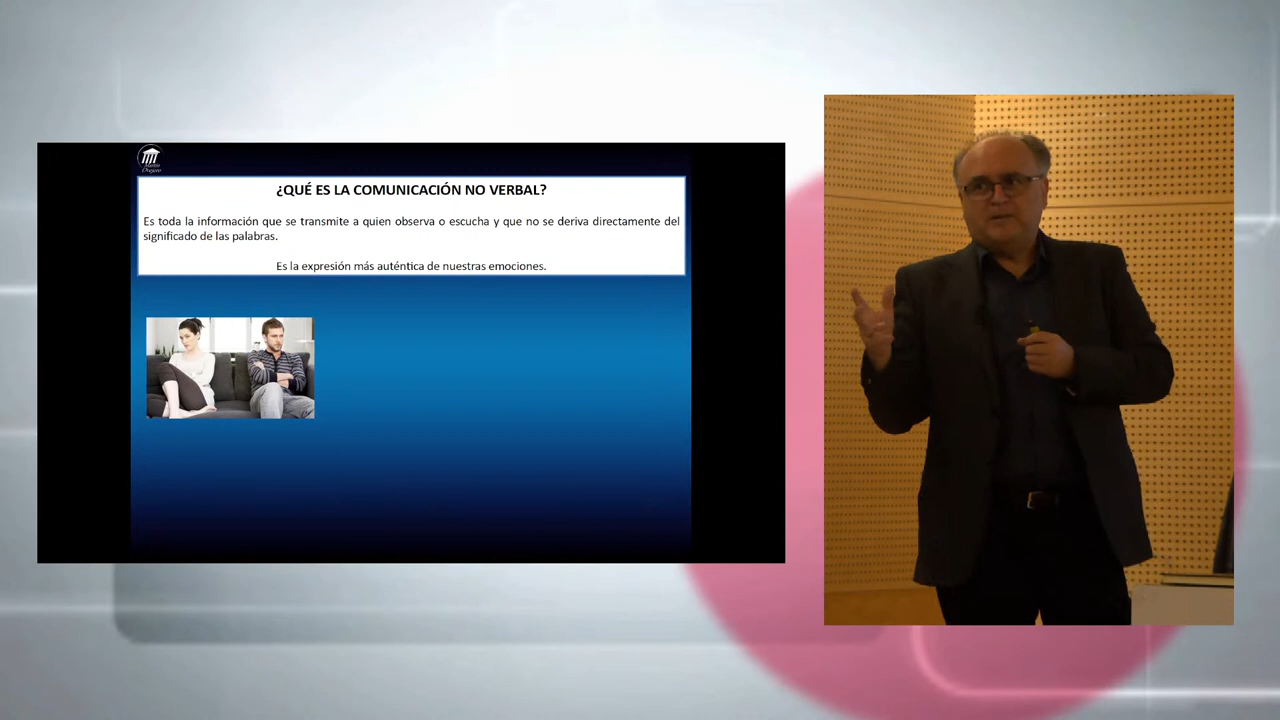 ¿QUÉ ES LA COMUNICACIÓN NO VERBAL?
Es toda la información que se transmite a quien observa o escucha y que no se deriva directamente del
significado de las palabras.
Es la expresión más auténtica de nuestras emociones.